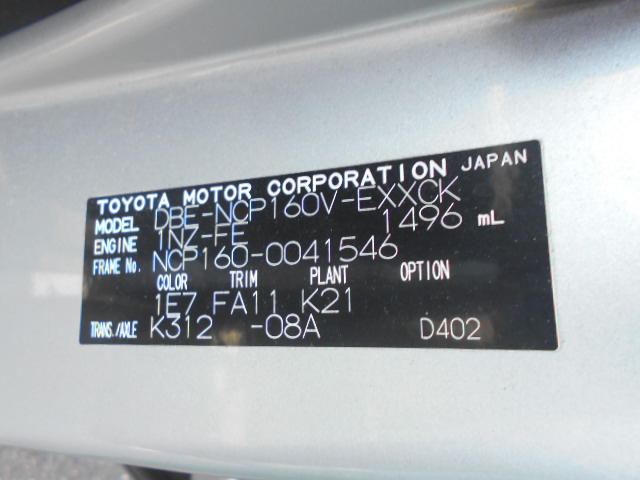 TOYOTA MOTOR CORPORATION JAPAN
MODEL DBE-NCP160V-EXXCK
ENGINE 1NZ-FE 1496 mL
FRAME No. NCP160-0041546
COLOR TRIM PLANT OPTION
1E7 FA11 K21
TRANS./AXLE K312 -08A D402